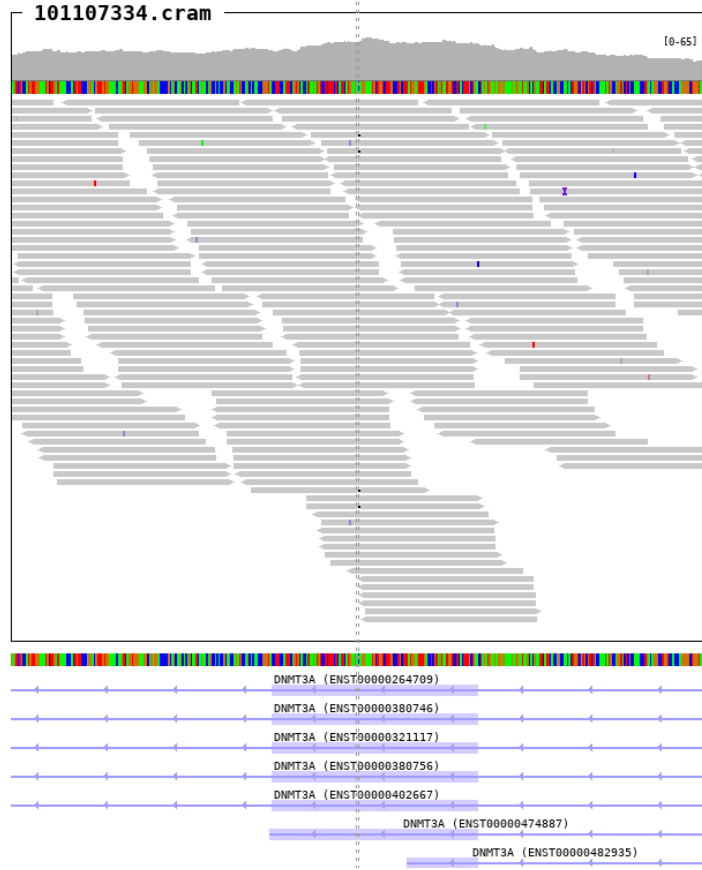 101107334.cram
[0-65]
DNMT3A (ENST00000264709)
DNMT3A (ENST00000380746)
DNMT3A (ENST00000321117)
DNMT3A (ENST00000380756)
DNMT3A (ENST00000402667)
DNMT3A (ENST00000474887)
DNMT3A (ENST00000482935)